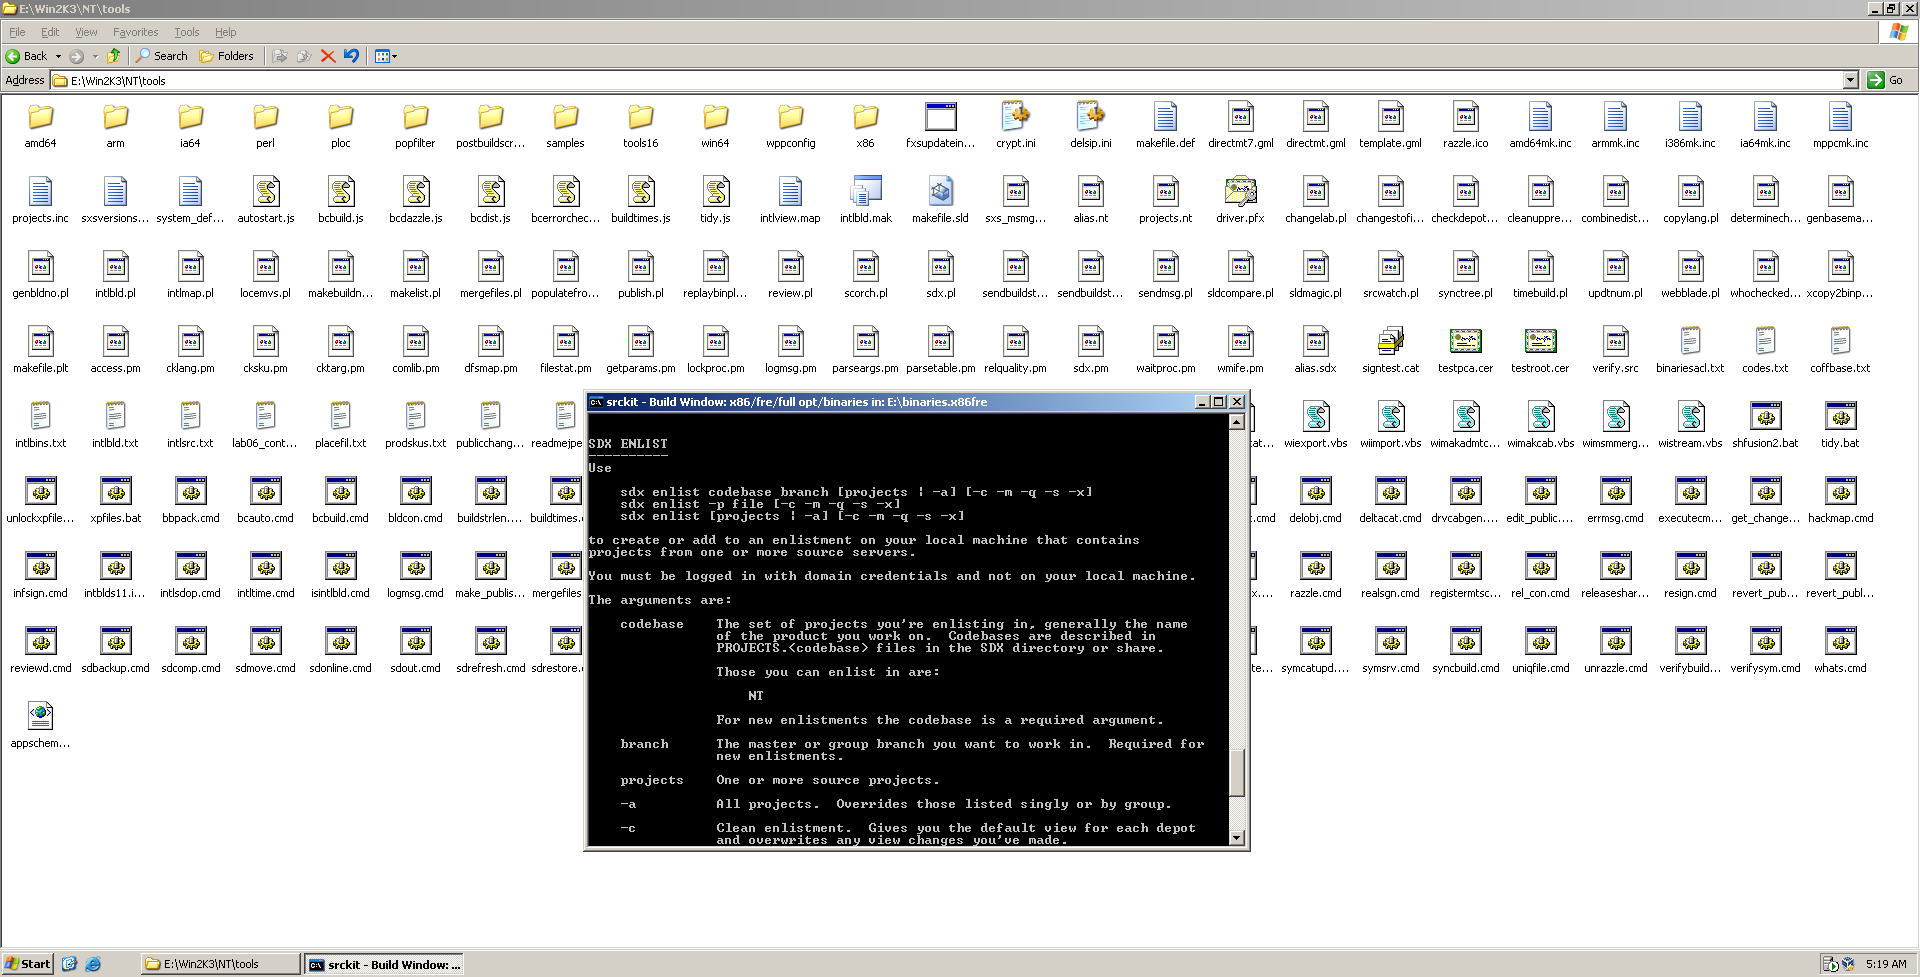 E:\Win2K3\NT\tools
File Edit View Favorites Tools Help
Back Search Folders
Address E:\Win2K3\NT\tools Go
amd64 arm ia64 perl ploc popfilter postbuildscr... samples tools16 win64 wppconfig x86 fxsupdatein... crypt.ini delsip.ini makefile.def directmt7.gml directmt.gml template.gml razzle.ico amd64mk.inc armmk.inc i386mk.inc ia64mk.inc mppcmk.inc
projects.inc sxsversions... system_def... autostart.js bcbuild.js bcdazzle.js bcdist.js bcerrorchec... buildtimes.js tidy.js intlview.map intlbld.mak makefile.sld sxs_msmg... alias.nt projects.nt driver.pfx changelab.pl changestofi... checkdepot... cleanuppre... combinedist... copylang.pl determinech... genbasema...
genbldno.pl intlbld.pl intlmap.pl locemvs.pl makebuildn... makelist.pl mergefiles.pl populatefro... publish.pl replaybinpl... review.pl scorch.pl sdx.pl sendbuildst... sendbuildst... sendmsg.pl sldcompare.pl sldmagic.pl srcwatch.pl synctree.pl timebuild.pl updtnum.pl webblade.pl whochecked... xcopy2binp...
makefile.plt access.pm cklang.pm cksku.pm cktarg.pm comlib.pm dfsmap.pm filestat.pm getparams.pm lockproc.pm logmsg.pm parseargs.pm parsetable.pm relquality.pm sdx.pm waitproc.pm wmife.pm alias.sdx signtest.cat testpca.cer testroot.cer verify.src binariesacl.txt codes.txt coffbase.txt
intlbins.txt intlbld.txt intlsrc.txt lab06_cont... placefil.txt prodskus.txt publicchang... readmejpe cat... wiexport.vbs wiimport.vbs wimakadmtc... wimakcab.vbs wimsmmerg... wistream.vbs shfusion2.bat tidy.bat
unlockxpfile... xpfiles.bat bbpack.cmd bcauto.cmd bcbuild.cmd bldcon.cmd buildstrlen.... buildtimes.c .cmd delobj.cmd deltacat.cmd drvcabgen.... edit_public.... errmsg.cmd executecm... get_change... hackmap.cmd
infsign.cmd intblds11.i... intlsdop.cmd intltime.cmd isintlbld.cmd logmsg.cmd make_publis... mergefiles x.... razzle.cmd realsgn.cmd registermtsc... rel_con.cmd releaseshar... resign.cmd revert_pub... revert_publ...
reviewd.cmd sdbackup.cmd sdcomp.cmd sdmove.cmd sdonline.cmd sdout.cmd sdrefresh.cmd sdrestore. te... symcatupd.... symsrv.cmd syncbuild.cmd uniqfile.cmd unrazzle.cmd verifybuild... verifysym.cmd whats.cmd
appschem...
srckit - Build Window: x86/fre/full opt/binaries in: E:\binaries.x86fre
SDX ENLIST
----------
Use
sdx enlist codebase branch [projects | -a] [-c -m -q -s -x]
sdx enlist -p file [-c -m -q -s -x]
sdx enlist [projects | -a] [-c -m -q -s -x]
to create or add to an enlistment on your local machine that contains
projects from one or more source servers.
You must be logged in with domain credentials and not on your local machine.
The arguments are:
codebase The set of projects you're enlisting in, generally the name
of the product you work on. Codebases are described in
PROJECTS.<codebase> files in the SDX directory or share.
Those you can enlist in are:
NT
For new enlistments the codebase is a required argument.
branch The master or group branch you want to work in. Required for
new enlistments.
projects One or more source projects.
-a All projects. Overrides those listed singly or by group.
-c Clean enlistment. Gives you the default view for each depot
and overwrites any view changes you've made.
Start E:\Win2K3\NT\tools srckit - Build Window: ... 5:19 AM